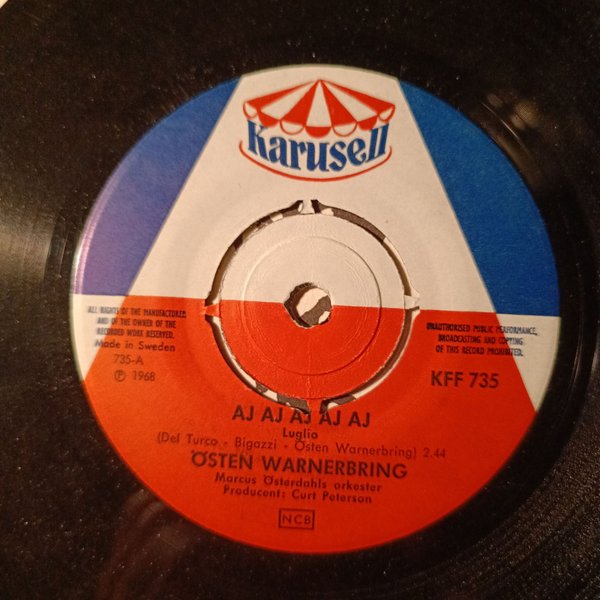 Karusell
ALL RIGHTS OF THE MANUFACTURER
AND OF THE OWNER OF THE
RECORDED WORK RESERVED.
Made in Sweden
735-A
Ⓟ 1968
UNAUTHORISED PUBLIC PERFORMANCE,
BROADCASTING AND COPYING
OF THIS RECORD PROHIBITED.
KFF 735
AJ AJ AJ AJ AJ
Luglio
(Del Turco - Bigazzi - Östen Warnerbring) 2.44
ÖSTEN WARNERBRING
Marcus Österdahls orkester
Producent: Curt Peterson
NCB